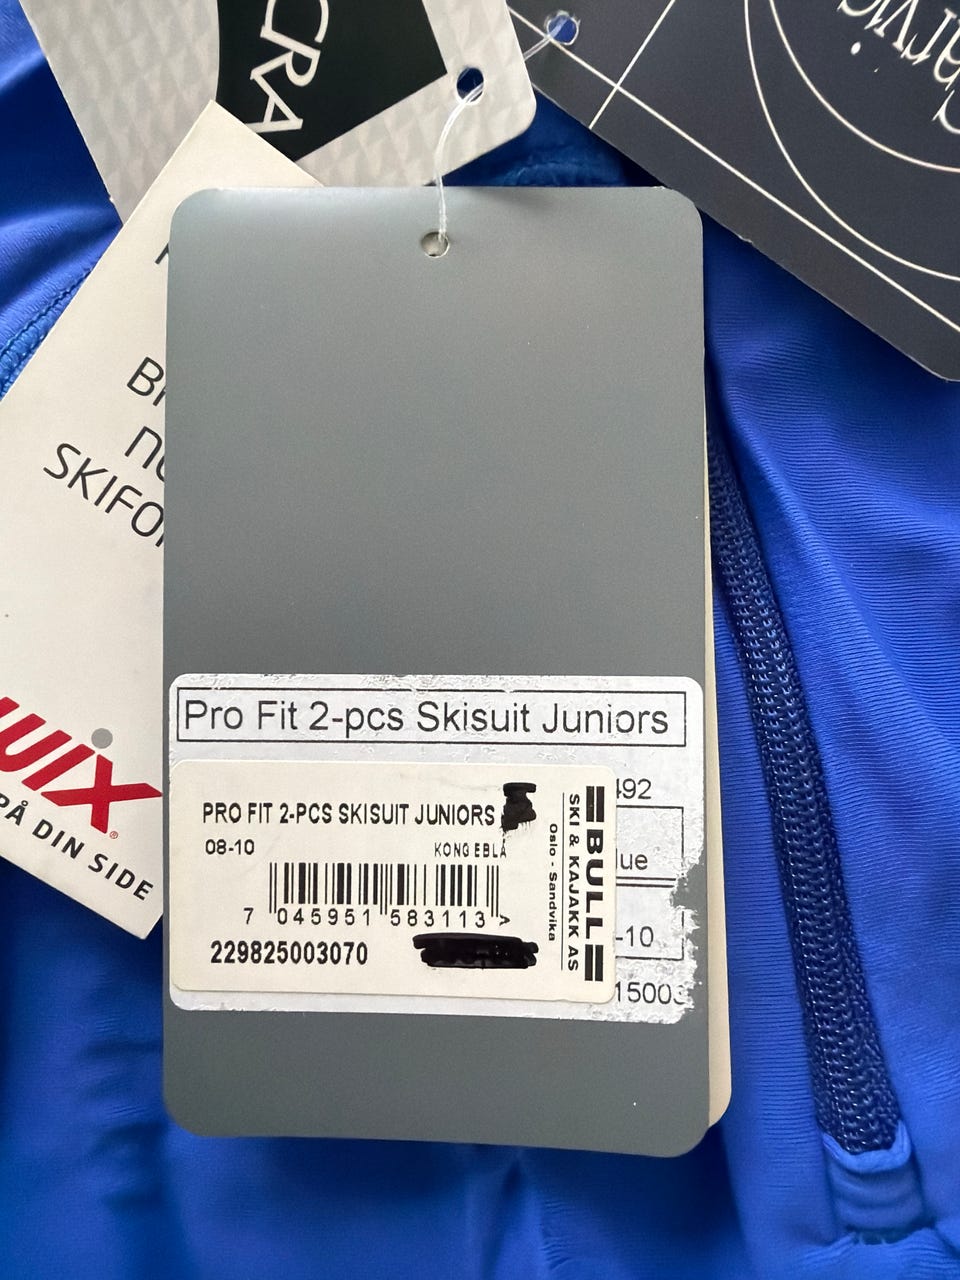 CRA
SKIFO
PÅ DIN SIDE
Pro Fit 2-pcs Skisuit Juniors
492
PRO FIT 2-PCS SKISUIT JUNIORS
08-10
KONGEBLÅ
lue
7 045951 583113 >
-10
229825003070
1500
BULL
SKI & KAJAKK AS
Oslo - Sandvika